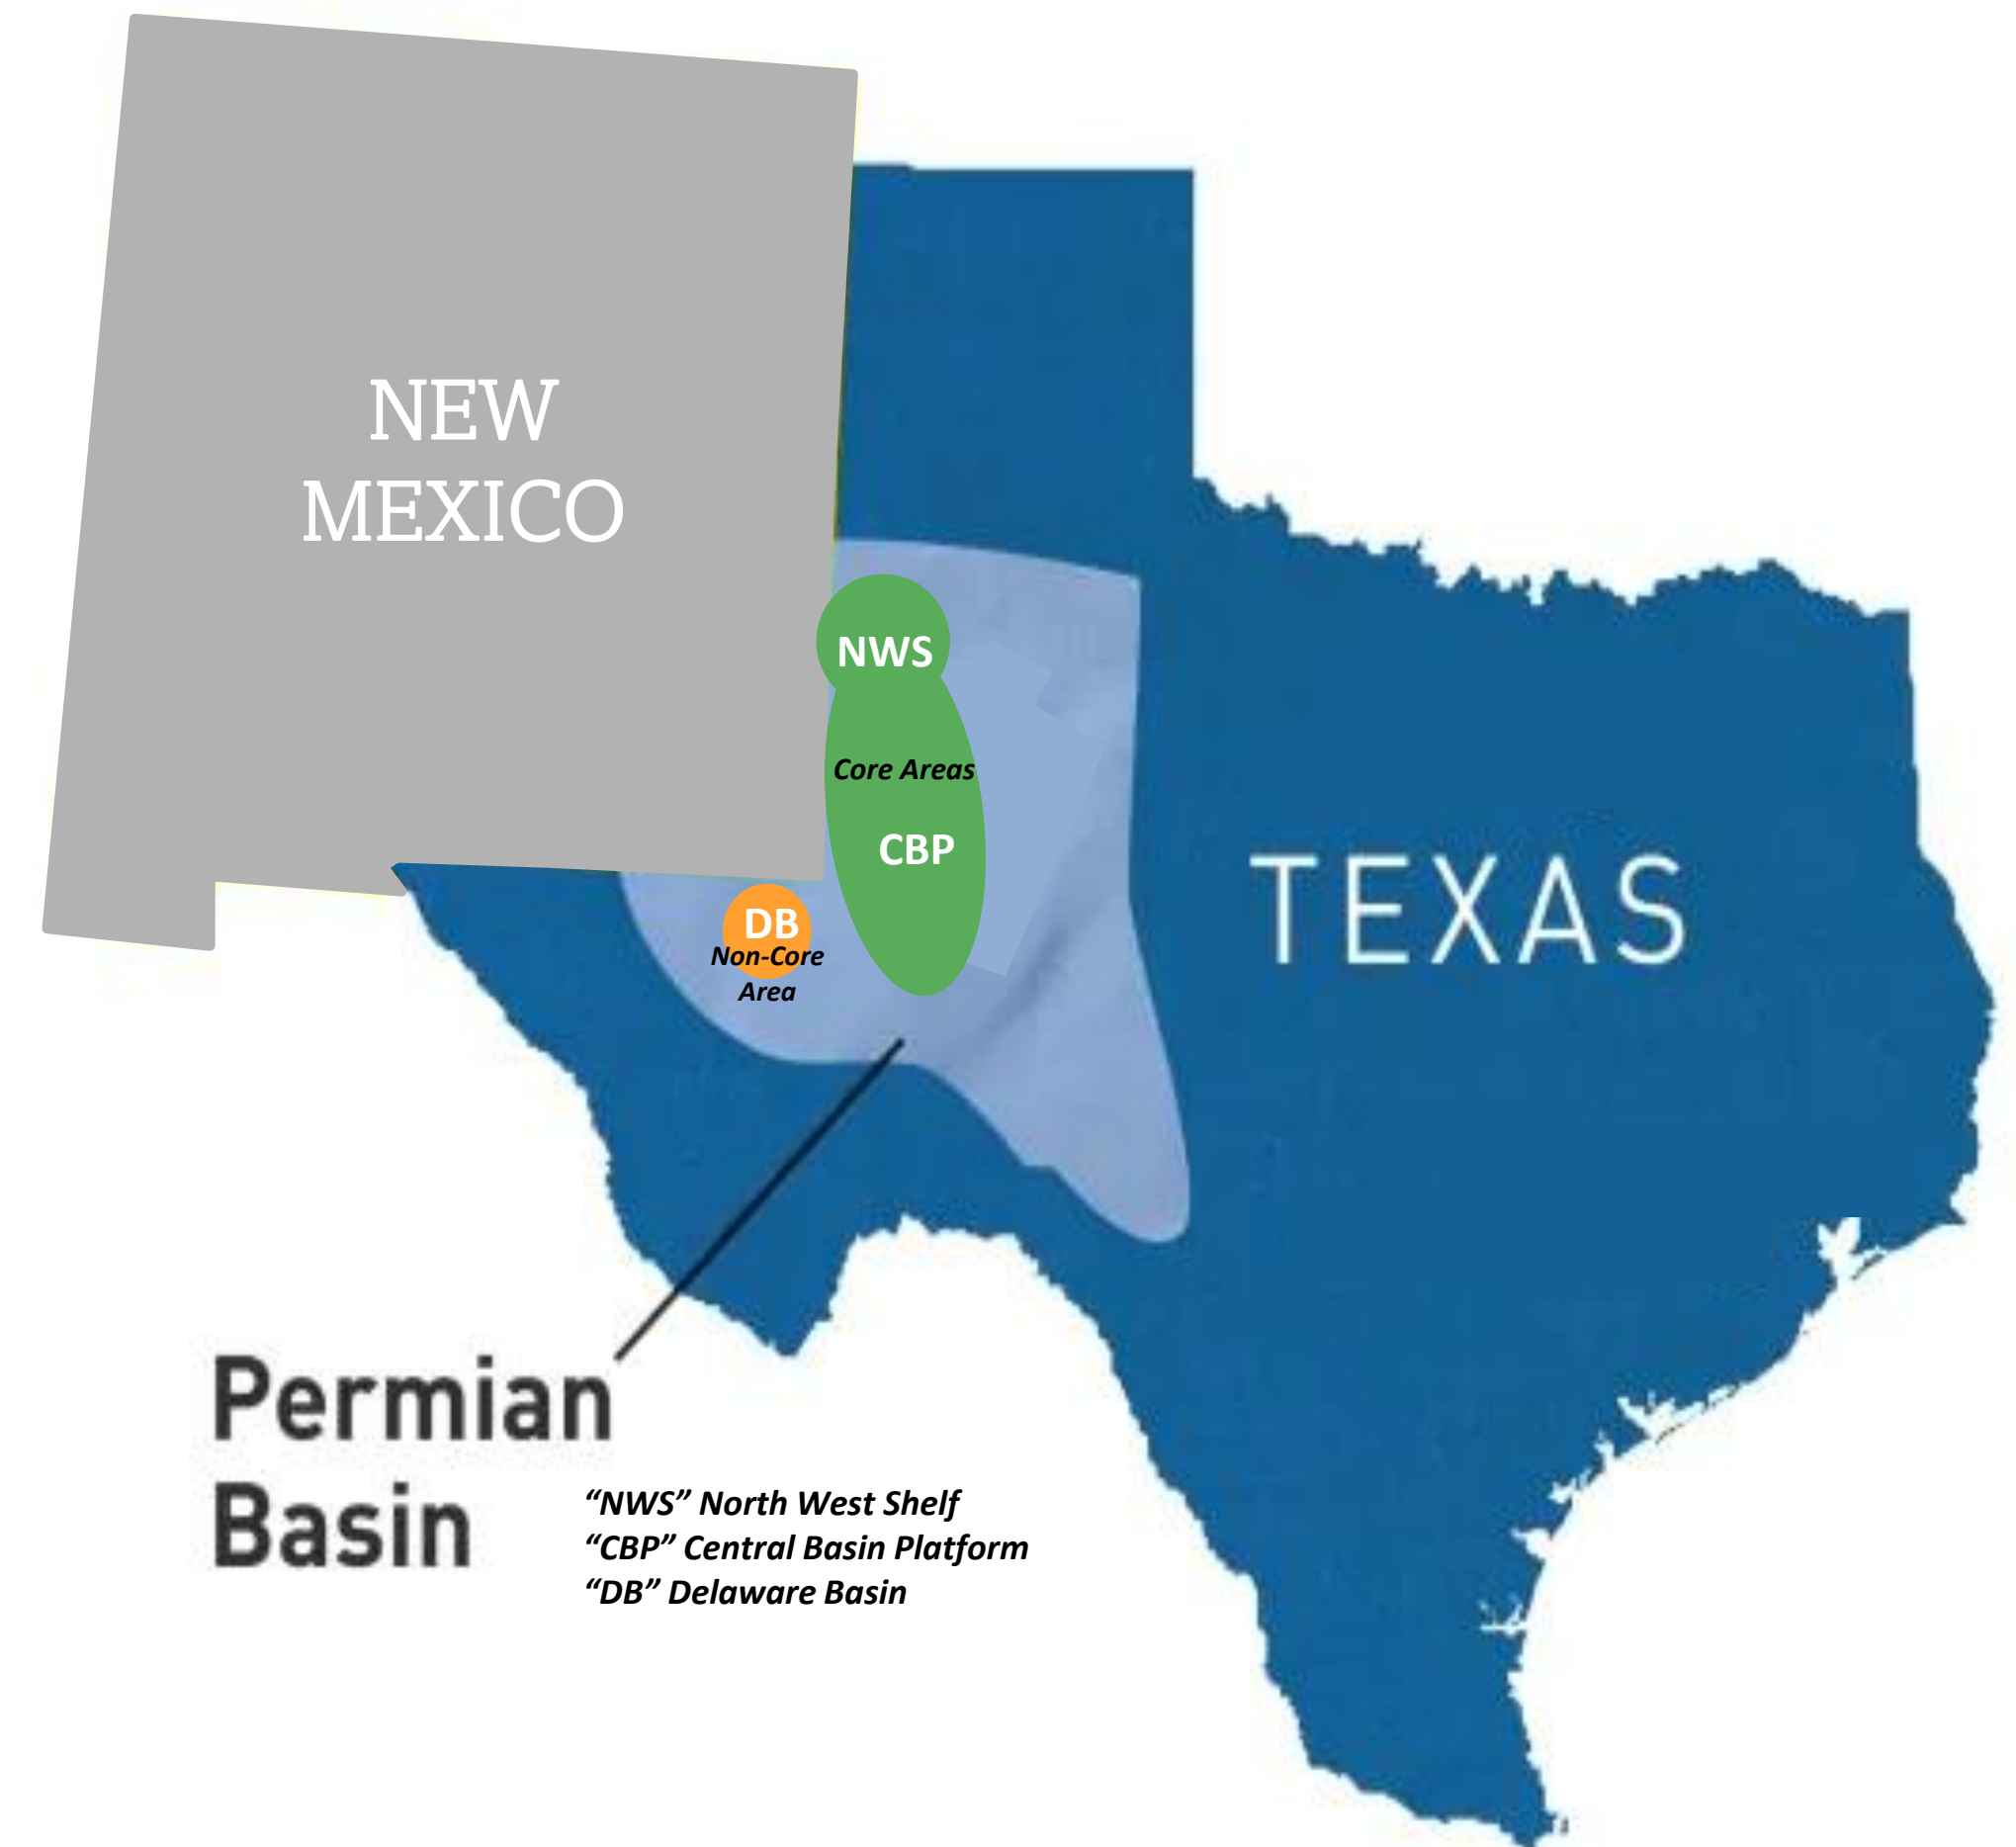 NEW
MEXICO
NWS
Core Areas
CBP
TEXAS
DB
Non-Core
Area
Permian
Basin
“NWS” North West Shelf
“CBP” Central Basin Platform
“DB” Delaware Basin